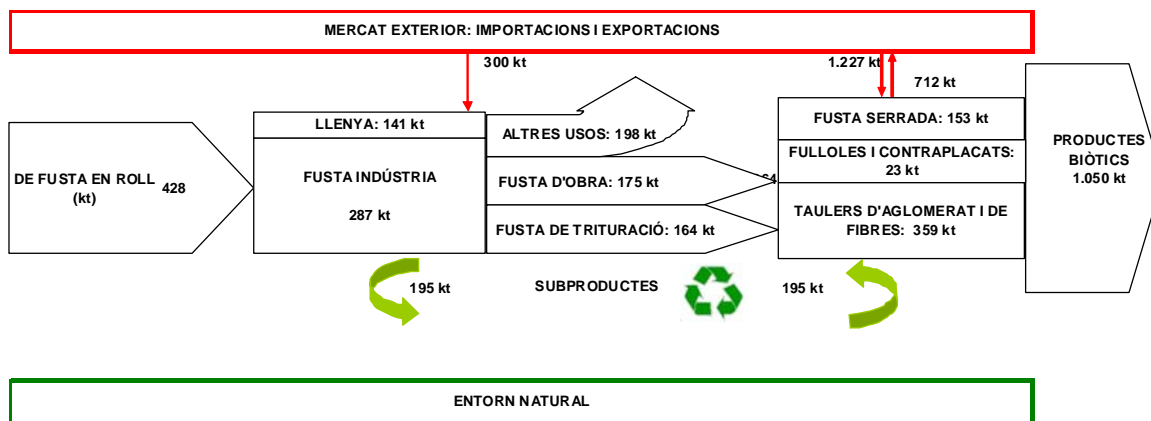 MERCAT EXTERIOR: IMPORTACIONS I EXPORTACIONS
300 kt
1.227 kt
712 kt
LLENYA: 141 kt
ALTRES USOS: 198 kt
FUSTA SERRADA: 153 kt
PRODUCTES
BIÒTICS
1.050 kt
DE FUSTA EN ROLL
(kt)
428
FUSTA INDÚSTRIA
287 kt
FUSTA D'OBRA: 175 kt
FULLOLES I CONTRAPLACATS:
23 kt
FUSTA DE TRITURACIÓ: 164 kt
TAULERS D'AGLOMERAT I DE
FIBRES: 359 kt
195 kt
SUBPRODUCTES
195 kt
ENTORN NATURAL